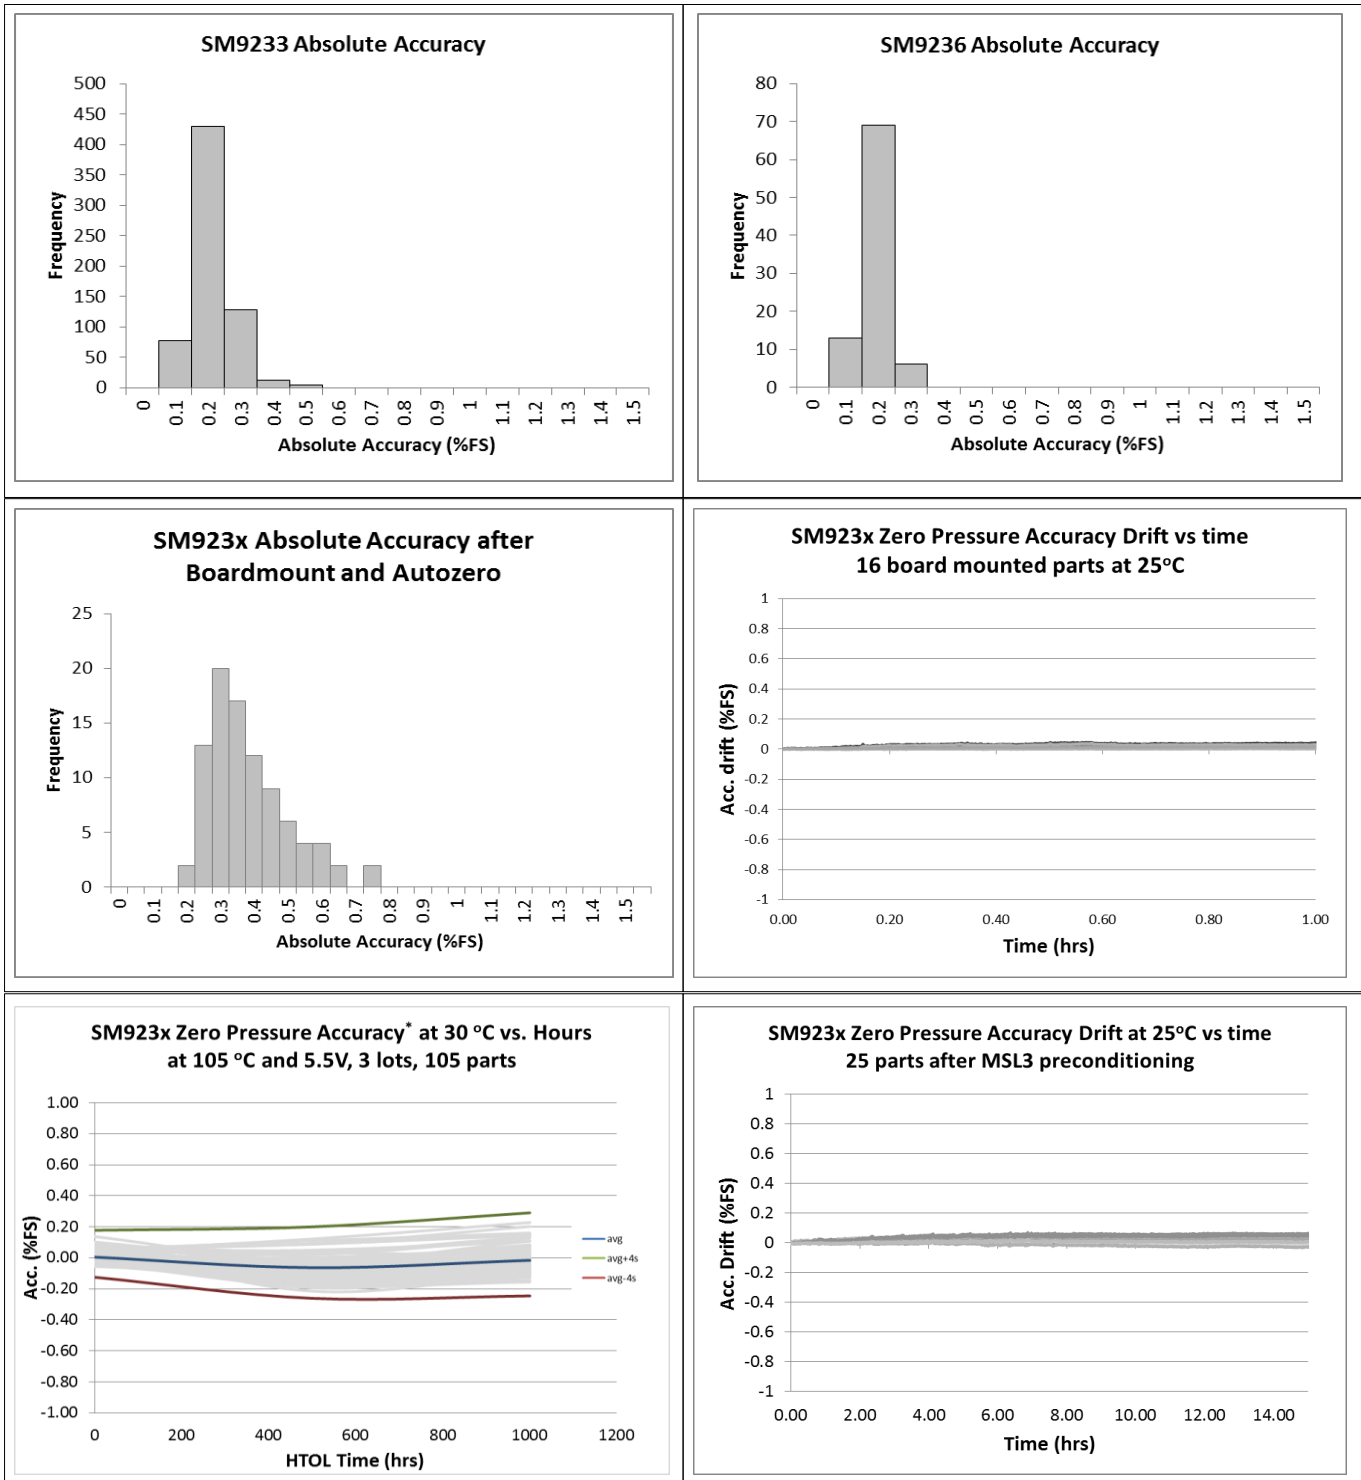 SM9233 Absolute Accuracy
500
450
400
350
300
250
200
150
100
50
0
Frequency
0 0.1 0.2 0.3 0.4 0.5 0.6 0.7 0.8 0.9 1 1.1 1.2 1.3 1.4 1.5
Absolute Accuracy (%FS)
SM9236 Absolute Accuracy
80
70
60
50
40
30
20
10
0
Frequency
0 0.1 0.2 0.3 0.4 0.5 0.6 0.7 0.8 0.9 1 1.1 1.2 1.3 1.4 1.5
Absolute Accuracy (%FS)
SM923x Absolute Accuracy after
Boardmount and Autozero
25
20
15
10
5
0
Frequency
0 0.1 0.2 0.3 0.4 0.5 0.6 0.7 0.8 0.9 1 1.1 1.2 1.3 1.4 1.5
Absolute Accuracy (%FS)
SM923x Zero Pressure Accuracy Drift vs time
16 board mounted parts at 25°C
1
0.8
0.6
0.4
0.2
0
-0.2
-0.4
-0.6
-0.8
-1
Acc. drift (%FS)
0.00 0.20 0.40 0.60 0.80 1.00
Time (hrs)
SM923x Zero Pressure Accuracy* at 30 °C vs. Hours
at 105 °C and 5.5V, 3 lots, 105 parts
1.00
0.80
0.60
0.40
0.20
0.00
-0.20
-0.40
-0.60
-0.80
-1.00
Acc. (%FS)
avg
avg+4s
avg-4s
0 200 400 600 800 1000 1200
HTOL Time (hrs)
SM923x Zero Pressure Accuracy Drift at 25°C vs time
25 parts after MSL3 preconditioning
1
0.8
0.6
0.4
0.2
0
-0.2
-0.4
-0.6
-0.8
-1
Acc. Drift (%FS)
0.00 2.00 4.00 6.00 8.00 10.00 12.00 14.00
Time (hrs)